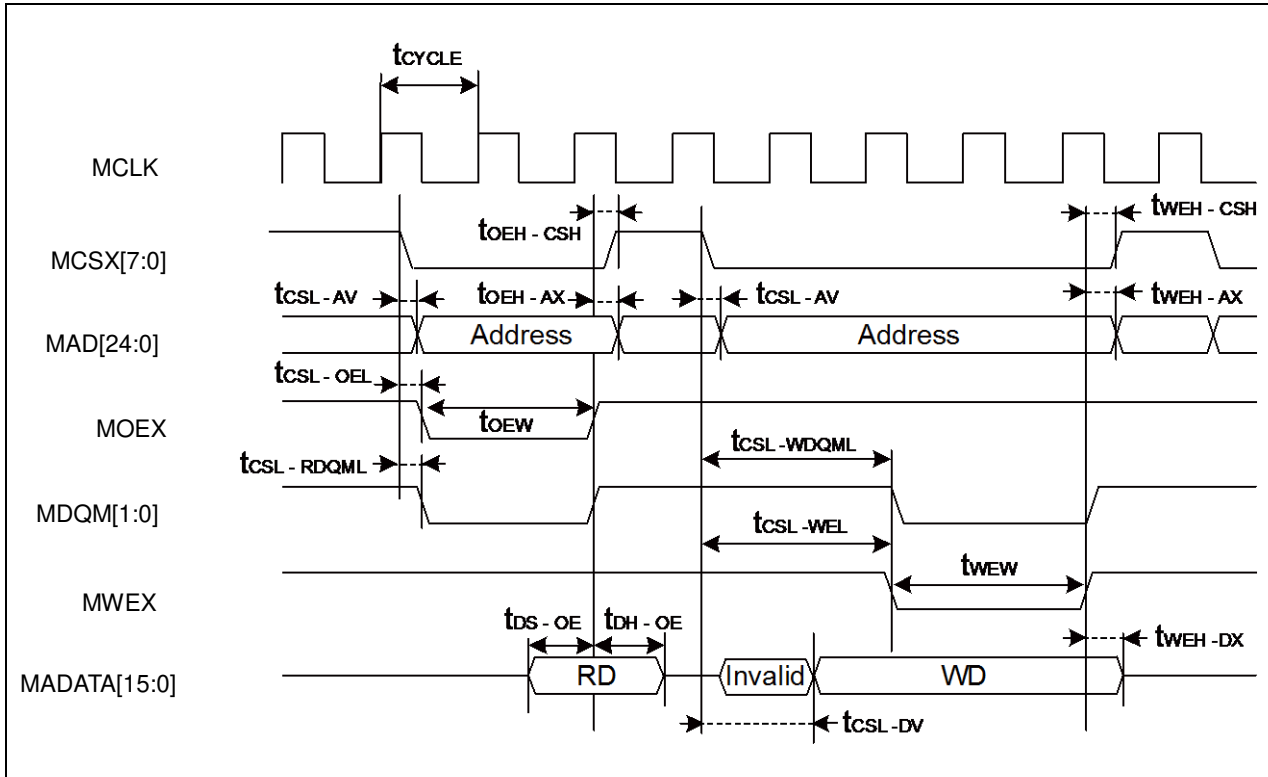 tCYCLE
MCLK
tOEH - CSH
tWEH - CSH
MCSX[7:0]
tCSL - AV
tOEH - AX
tCSL - AV
tWEH - AX
MAD[24:0]
Address
Address
tCSL - OEL
MOEX
tOEW
tCSL -WDQML
tCSL - RDQML
MDQM[1:0]
tCSL -WEL
tWEW
MWEX
tDS - OE
tDH - OE
tWEH -DX
MADATA[15:0]
RD
Invalid
WD
tCSL -DV